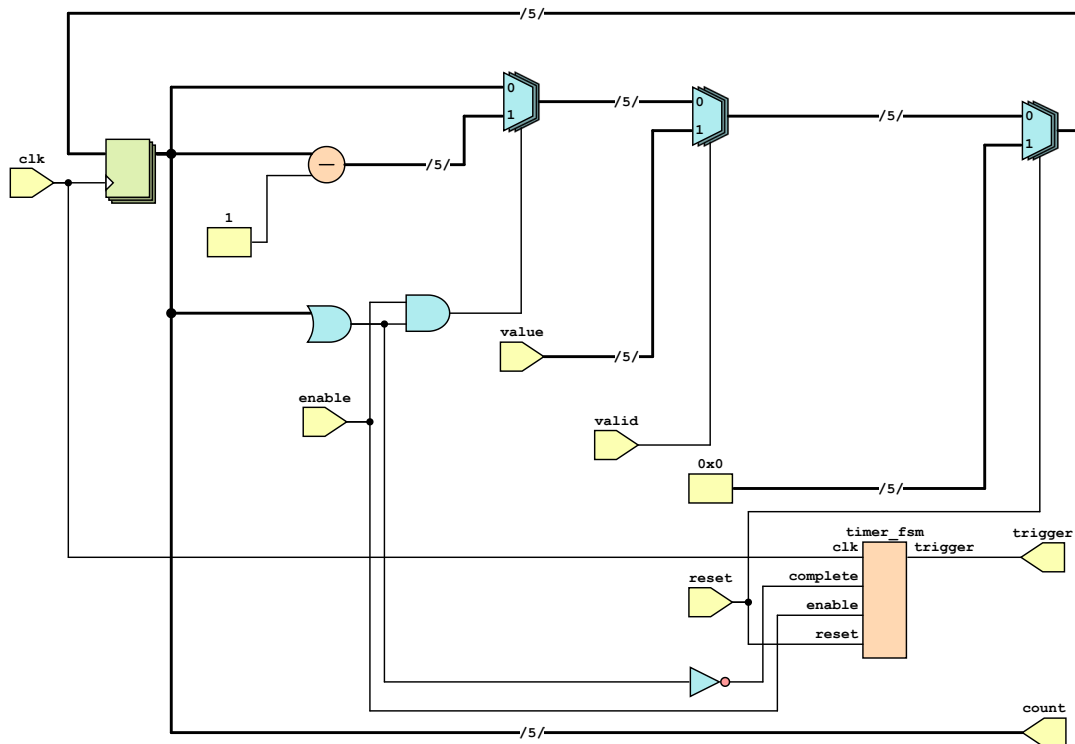 /5/
0
1
/5/
0
1
/5/
0
1
clk
/5/
1
value
/5/
enable
valid
0x0
/5/
timer_fsm
trigger
clk
trigger
complete
reset
enable
reset
count
/5/